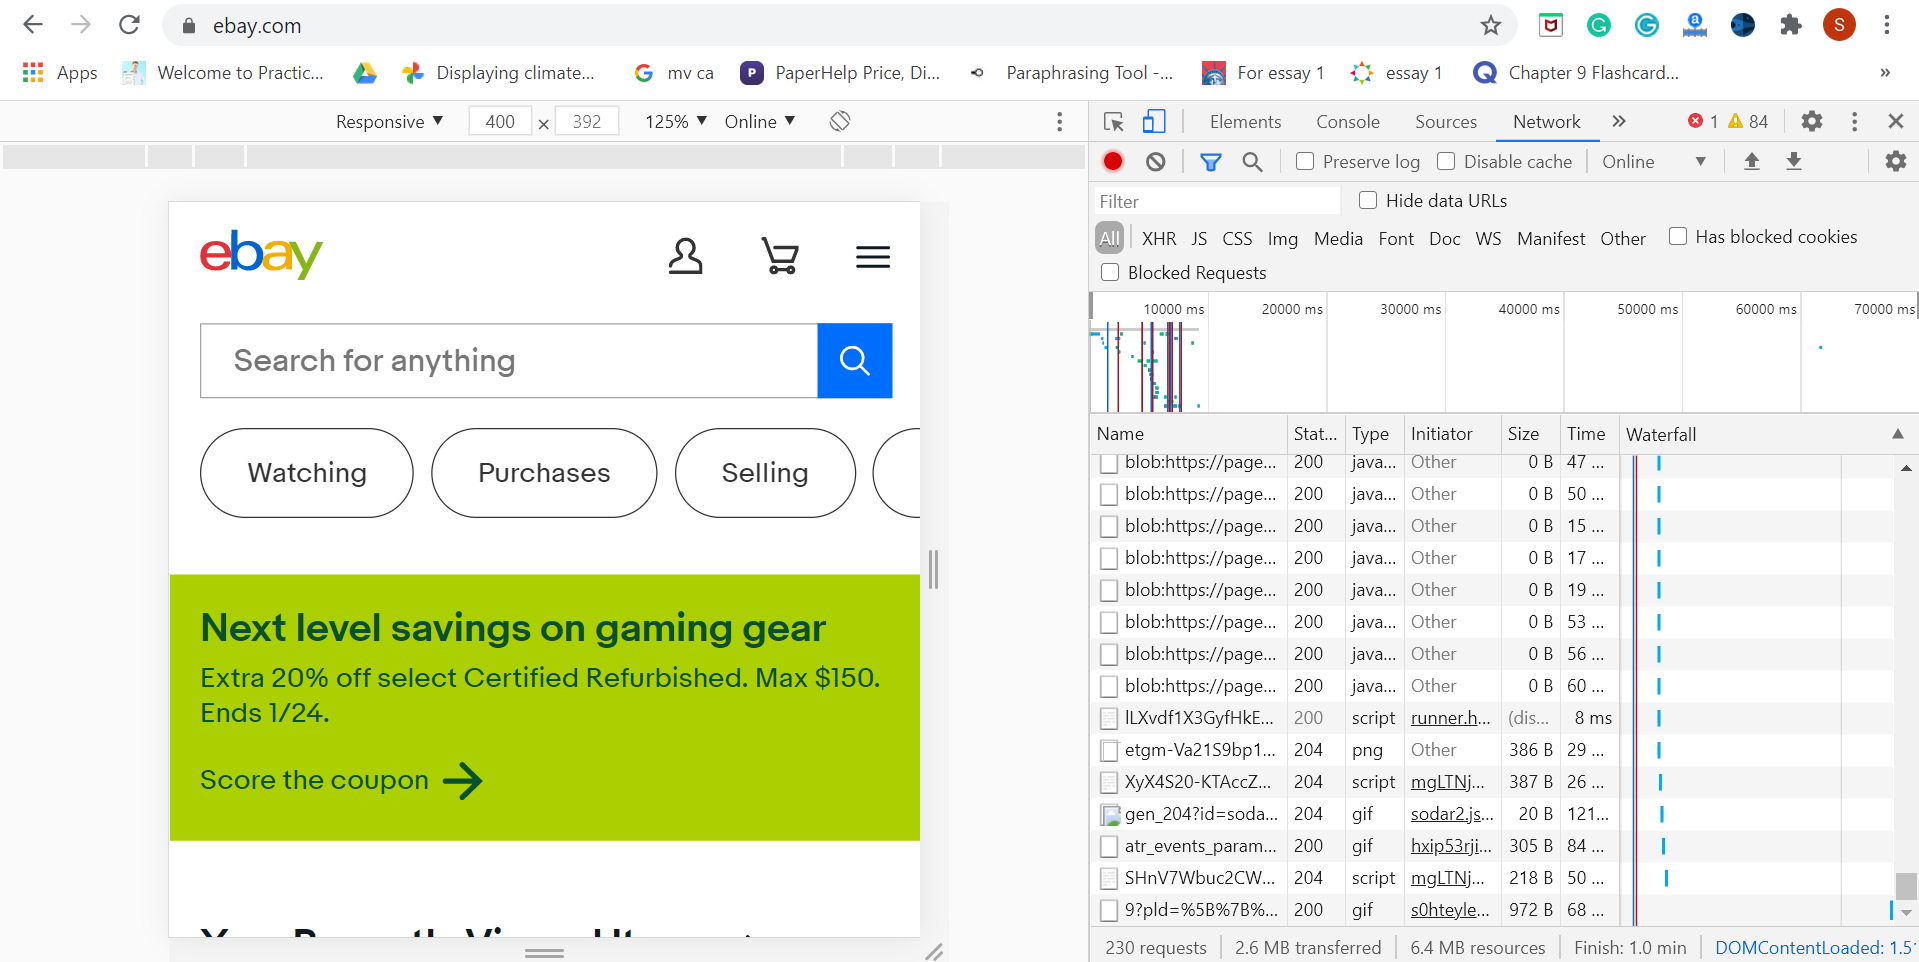 ebay.com
S
Apps
Welcome to Practic...
Displaying climate...
mv ca
PaperHelp Price, Di...
Paraphrasing Tool -...
For essay 1
essay 1
Chapter 9 Flashcard...
»
Responsive ▼ 400 × 392 125% ▼ Online ▼
Elements Console Sources Network » 1 84
Preserve log Disable cache Online ▼
Filter Hide data URLs
All XHR JS CSS Img Media Font Doc WS Manifest Other Has blocked cookies
Blocked Requests
10000 ms 20000 ms 30000 ms 40000 ms 50000 ms 60000 ms 70000 ms
ebay
Search for anything
Watching Purchases Selling
Next level savings on gaming gear
Extra 20% off select Certified Refurbished. Max $150.
Ends 1/24.
Score the coupon
Name Stat... Type Initiator Size Time Waterfall
blob:https://page... 200 java... Other 0 B 47 ...
blob:https://page... 200 java... Other 0 B 50 ...
blob:https://page... 200 java... Other 0 B 15 ...
blob:https://page... 200 java... Other 0 B 17 ...
blob:https://page... 200 java... Other 0 B 19 ...
blob:https://page... 200 java... Other 0 B 53 ...
blob:https://page... 200 java... Other 0 B 56 ...
blob:https://page... 200 java... Other 0 B 60 ...
200 script runner.h... (dis... 8 ms
etgm-Va21S9bp1... 204 png Other 386 B 29 ...
XyX4S20-KTAccZ... 204 script mgLTNj... 387 B 26 ...
gen_204?id=soda... 204 gif sodar2.js... 20 B 121...
atr_events_param... 200 gif hxip53rji... 305 B 84 ...
SHnV7Wbuc2CW... 204 script mgLTNj... 218 B 50 ...
9?pId=%5B%7B%... 200 gif s0hteyle... 972 B 68 ...
230 requests 2.6 MB transferred 6.4 MB resources Finish: 1.0 min DOMContentLoaded: 1.5